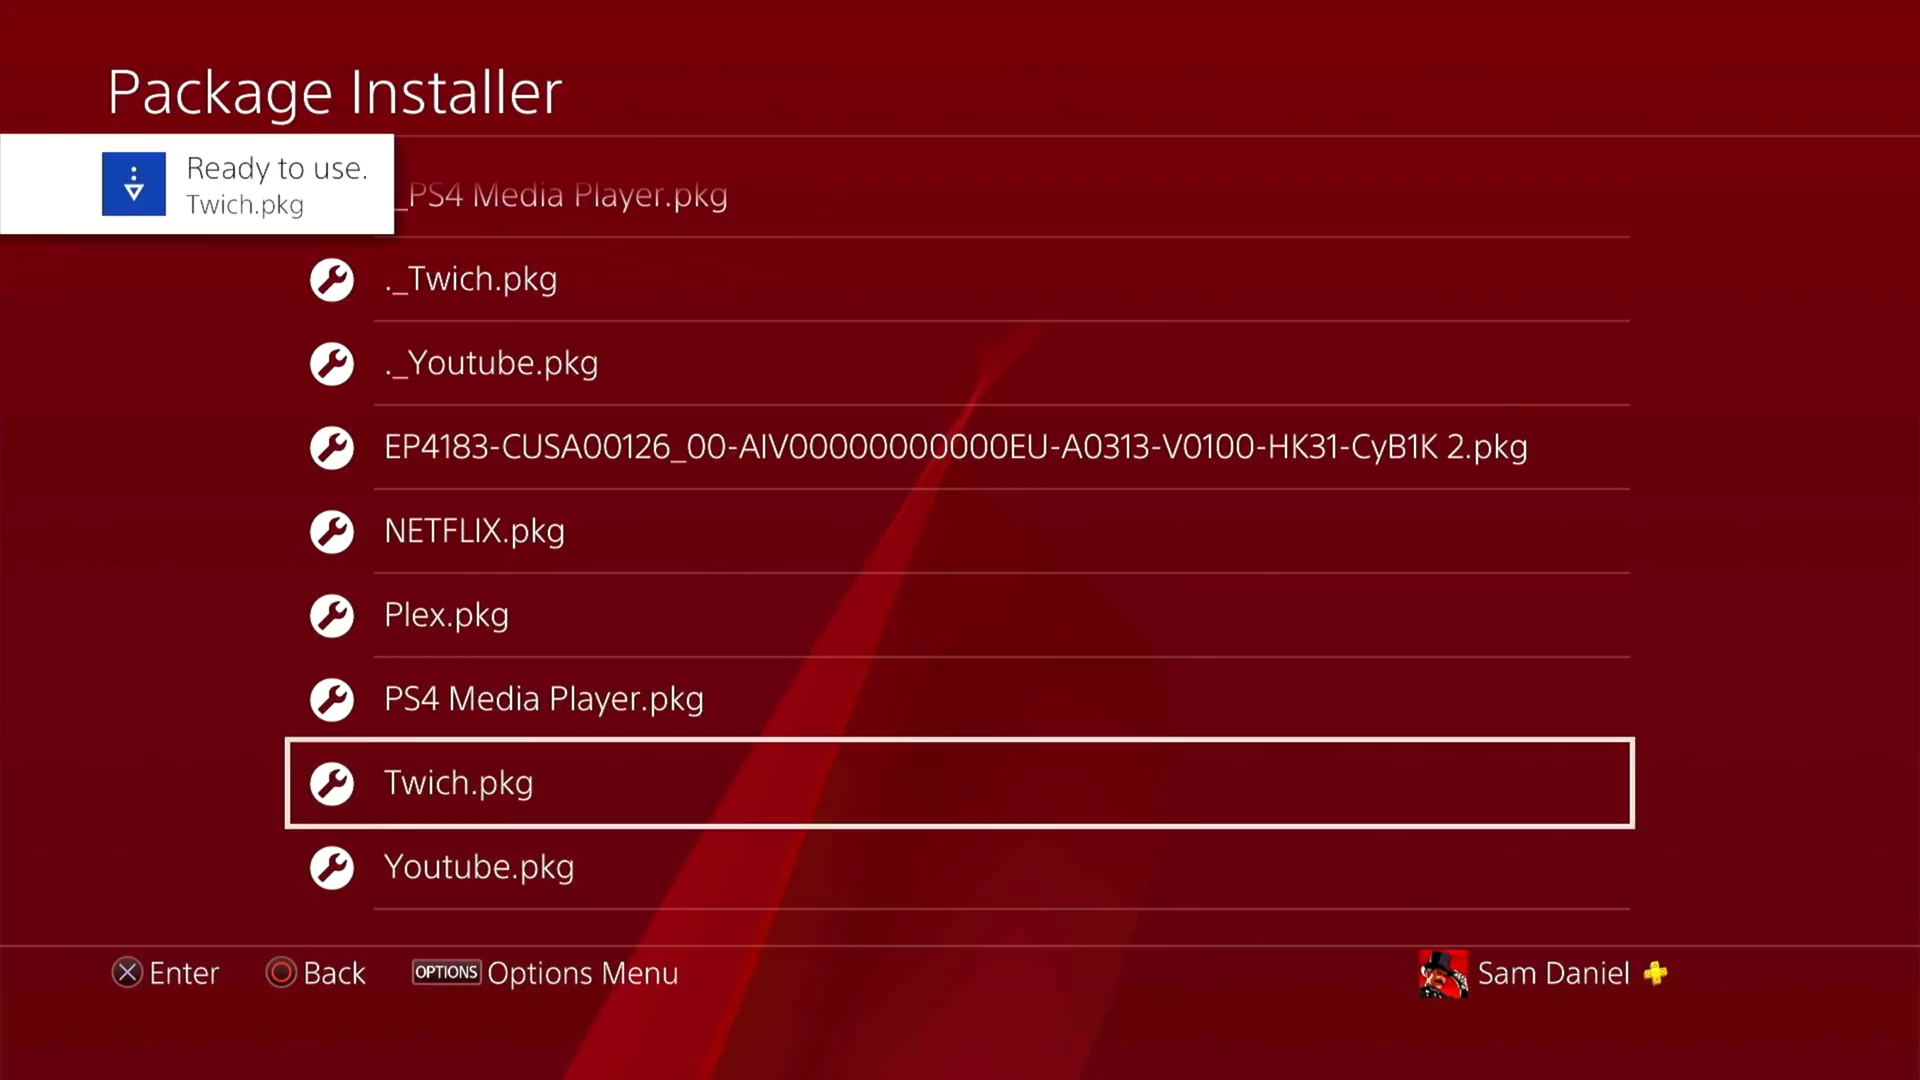 Package Installer
Ready to use.
Twich.pkg
_PS4 Media Player.pkg
._Twich.pkg
._Youtube.pkg
EP4183-CUSA00126_00-AIV00000000000EU-A0313-V0100-HK31-CyB1K 2.pkg
NETFLIX.pkg
Plex.pkg
PS4 Media Player.pkg
Twich.pkg
Youtube.pkg
Enter Back OPTIONS Options Menu Sam Daniel